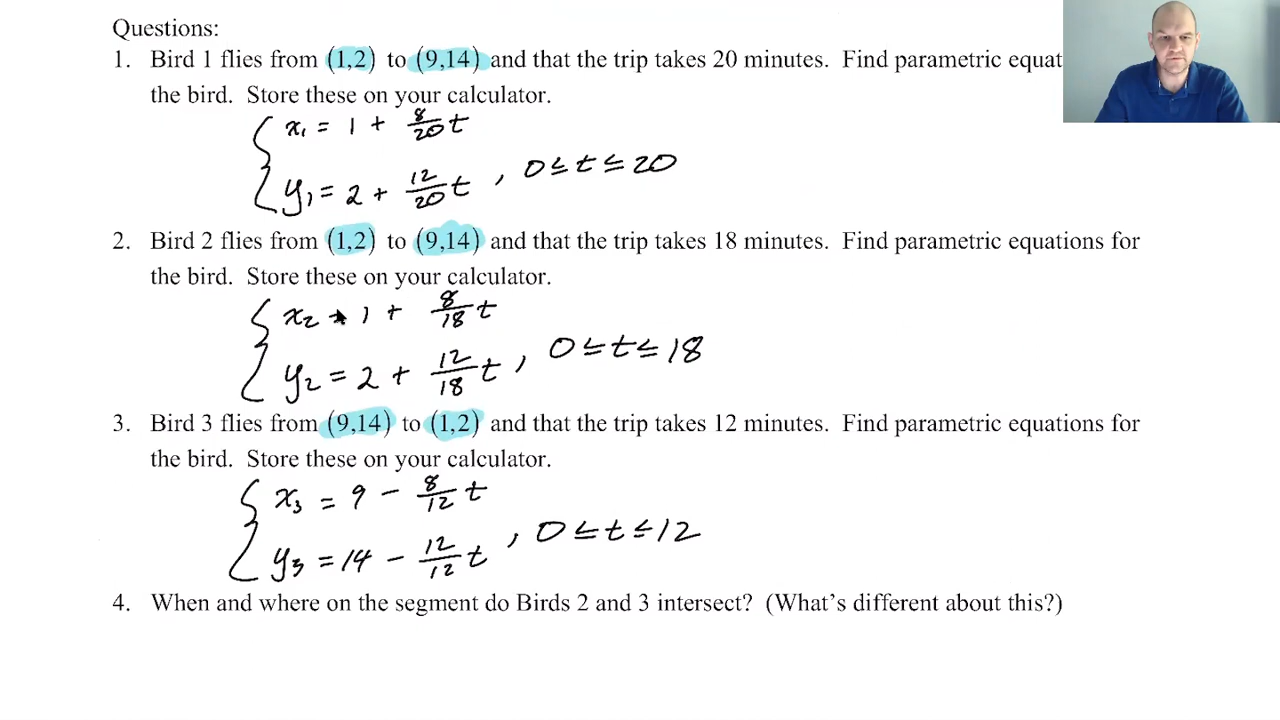 Questions:
1. Bird 1 flies from (1,2) to (9,14) and that the trip takes 20 minutes. Find parametric equat
the bird. Store these on your calculator.
x₁ = 1 + 8/20 t
y₁ = 2 + 12/20 t , 0 ≤ t ≤ 20
2. Bird 2 flies from (1,2) to (9,14) and that the trip takes 18 minutes. Find parametric equations for
the bird. Store these on your calculator.
x₂ = 1 + 8/18 t
y₂ = 2 + 12/18 t , 0 ≤ t ≤ 18
3. Bird 3 flies from (9,14) to (1,2) and that the trip takes 12 minutes. Find parametric equations for
the bird. Store these on your calculator.
x₃ = 9 - 8/12 t
y₃ = 14 - 12/12 t , 0 ≤ t ≤ 12
4. When and where on the segment do Birds 2 and 3 intersect? (What's different about this?)